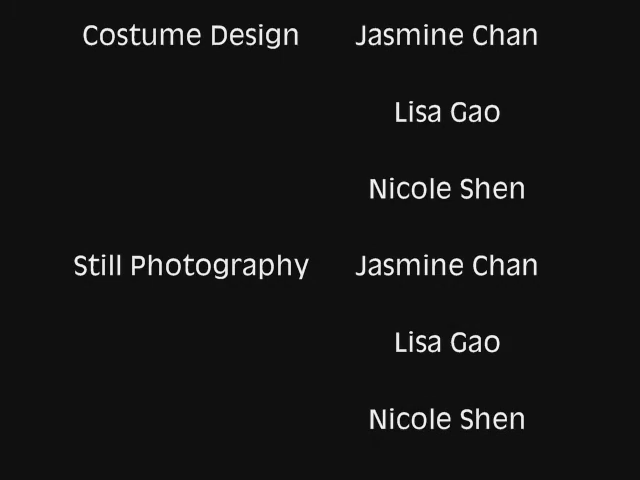 Costume Design Jasmine Chan
Lisa Gao
Nicole Shen
Still Photography Jasmine Chan
Lisa Gao
Nicole Shen